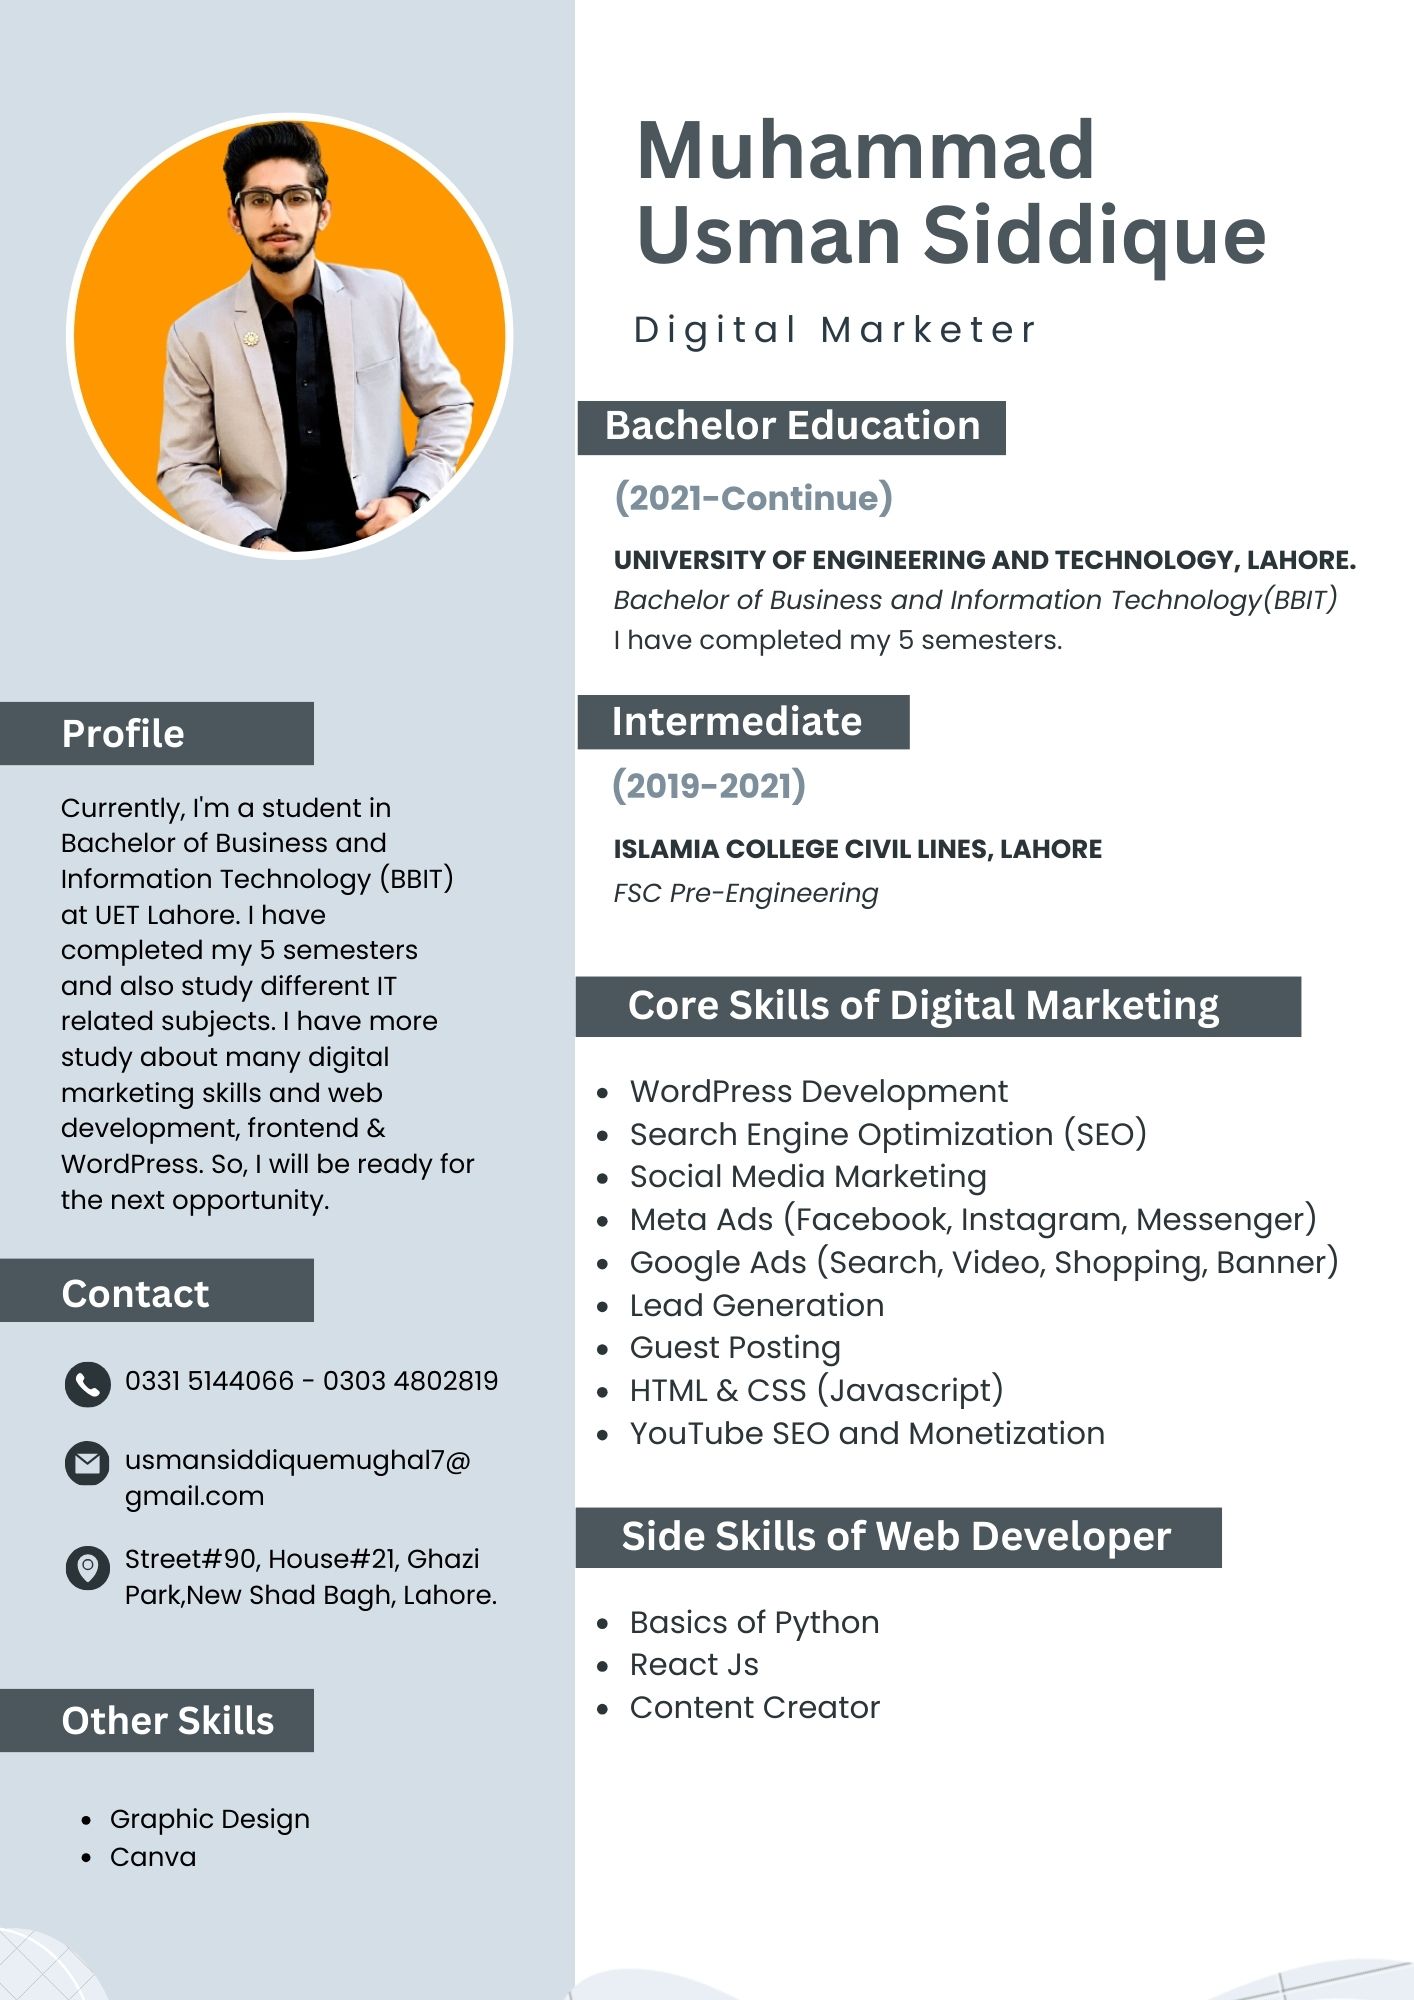 Muhammad
Usman Siddique
Digital Marketer
Bachelor Education
(2021-Continue)
UNIVERSITY OF ENGINEERING AND TECHNOLOGY, LAHORE.
Bachelor of Business and Information Technology(BBIT)
I have completed my 5 semesters.
Intermediate
(2019-2021)
ISLAMIA COLLEGE CIVIL LINES, LAHORE
FSC Pre-Engineering
Core Skills of Digital Marketing
• WordPress Development
• Search Engine Optimization (SEO)
• Social Media Marketing
• Meta Ads (Facebook, Instagram, Messenger)
• Google Ads (Search, Video, Shopping, Banner)
• Lead Generation
• Guest Posting
• HTML & CSS (Javascript)
• YouTube SEO and Monetization
Side Skills of Web Developer
• Basics of Python
• React Js
• Content Creator
Profile
Currently, I'm a student in
Bachelor of Business and
Information Technology (BBIT)
at UET Lahore. I have
completed my 5 semesters
and also study different IT
related subjects. I have more
study about many digital
marketing skills and web
development, frontend &
WordPress. So, I will be ready for
the next opportunity.
Contact
0331 5144066 - 0303 4802819
usmansiddiquemughal7@
gmail.com
Street#90, House#21, Ghazi
Park,New Shad Bagh, Lahore.
Other Skills
• Graphic Design
• Canva